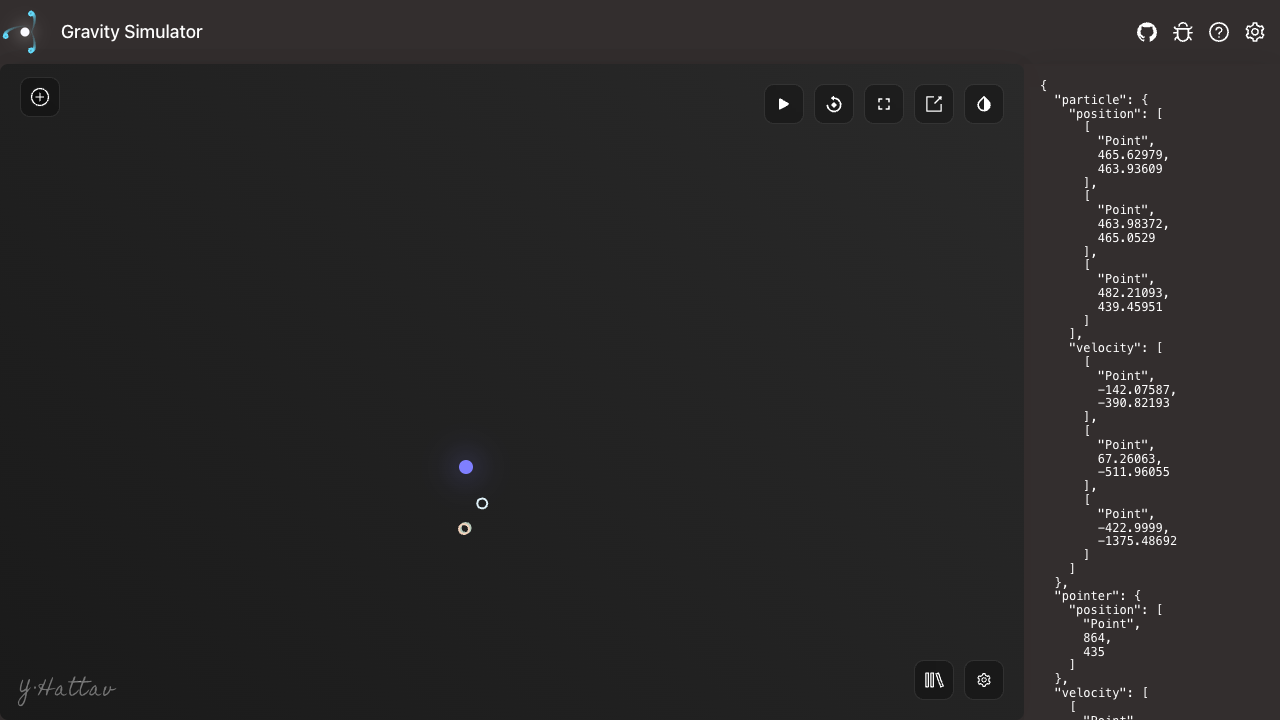 Gravity Simulator
{
"particle": {
"position": [
[
"Point",
465.62979,
463.93609
],
[
"Point",
463.98372,
465.0529
],
[
"Point",
482.21093,
439.45951
]
],
"velocity": [
[
"Point",
-142.07587,
-390.82193
],
[
"Point",
67.26063,
-511.96055
],
[
"Point",
-422.9999,
-1375.48692
]
]
},
"pointer": {
"position": [
"Point",
864,
435
]
},
"velocity": [
[
"Point",
Y·Hattav